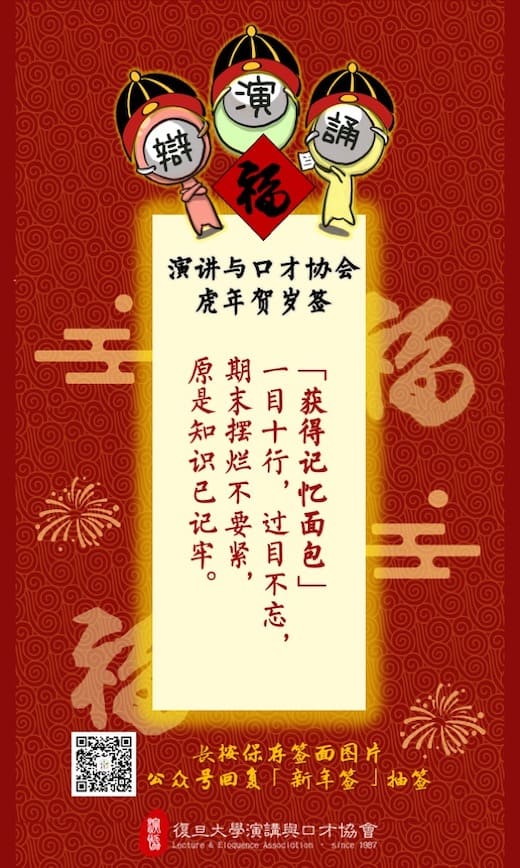 辯
演
誦
福
演讲与口才协会
虎年贺岁签
「获得记忆面包」
一目十行，过目不忘，
期末摆烂不要紧，
原是知识已记牢。
福
福
长按保存签面图片
公众号回复「新年签」抽签
演協
復旦大學演講與口才協會
Lecture & Eloquence Association · since 1987